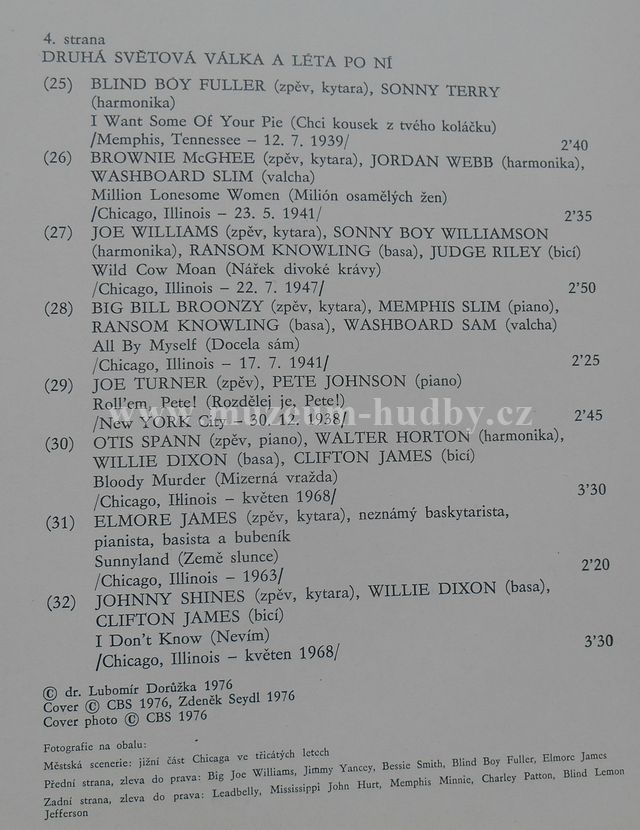 4. strana
DRUHÁ SVĚTOVÁ VÁLKA A LÉTA PO NÍ
(25) BLIND BOY FULLER (zpěv, kytara), SONNY TERRY
(harmonika)
I Want Some Of Your Pie (Chci kousek z tvého koláčku)
/Memphis, Tennessee – 12. 7. 1939/ 2'40
(26) BROWNIE McGHEE (zpěv, kytara), JORDAN WEBB (harmonika),
WASHBOARD SLIM (valcha)
Million Lonesome Women (Milión osamělých žen)
/Chicago, Illinois – 23. 5. 1941/ 2'35
(27) JOE WILLIAMS (zpěv, kytara), SONNY BOY WILLIAMSON
(harmonika), RANSOM KNOWLING (basa), JUDGE RILEY (bicí)
Wild Cow Moan (Nářek divoké krávy)
/Chicago, Illinois – 22. 7. 1947/ 2'50
(28) BIG BILL BROONZY (zpěv, kytara), MEMPHIS SLIM (piano),
RANSOM KNOWLING (basa), WASHBOARD SAM (valcha)
All By Myself (Docela sám)
/Chicago, Illinois – 17. 7. 1941/ 2'25
(29) JOE TURNER (zpěv), PETE JOHNSON (piano)
Roll'em, Pete! (Rozdělej je, Pete!)
/New YORK City – 30. 12. 1938/ 2'45
www.muzeum-hudby.cz
(30) OTIS SPANN (zpěv, piano), WALTER HORTON (harmonika),
WILLIE DIXON (basa), CLIFTON JAMES (bicí)
Bloody Murder (Mizerná vražda)
/Chicago, Illinois – květen 1968/ 3'30
(31) ELMORE JAMES (zpěv, kytara), neznámý baskytarista,
pianista, basista a bubeník
Sunnyland (Země slunce)
/Chicago, Illinois – 1963/ 2'20
(32) JOHNNY SHINES (zpěv, kytara), WILLIE DIXON (basa),
CLIFTON JAMES (bicí)
I Don't Know (Nevím)
/Chicago, Illinois – květen 1968/ 3'30
© dr. Lubomír Dorůžka 1976
Cover © CBS 1976, Zdeněk Seydl 1976
Cover photo © CBS 1976
Fotografie na obalu:
Městská scenerie: jižní část Chicaga ve třicátých letech
Přední strana, zleva do prava: Big Joe Williams, Jimmy Yancey, Bessie Smith, Blind Boy Fuller, Elmore James
Zadní strana, zleva do prava: Leadbelly, Mississippi John Hurt, Memphis Minnie, Charley Patton, Blind Lemon
Jefferson